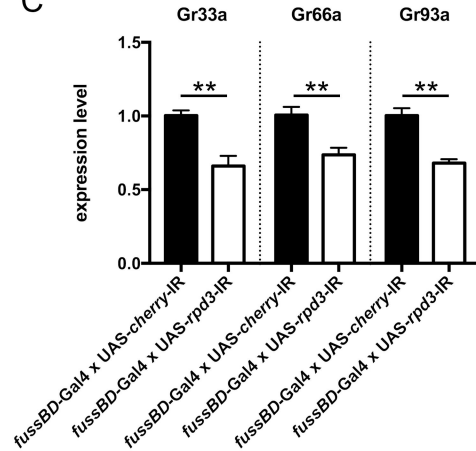 C
Gr33a Gr66a Gr93a
1.5
1.0
0.5
0.0
expression level
** ** **
fussBD-Gal4 x UAS-cherry-IR
fussBD-Gal4 x UAS-rpd3-IR
fussBD-Gal4 x UAS-cherry-IR
fussBD-Gal4 x UAS-rpd3-IR
fussBD-Gal4 x UAS-cherry-IR
fussBD-Gal4 x UAS-rpd3-IR